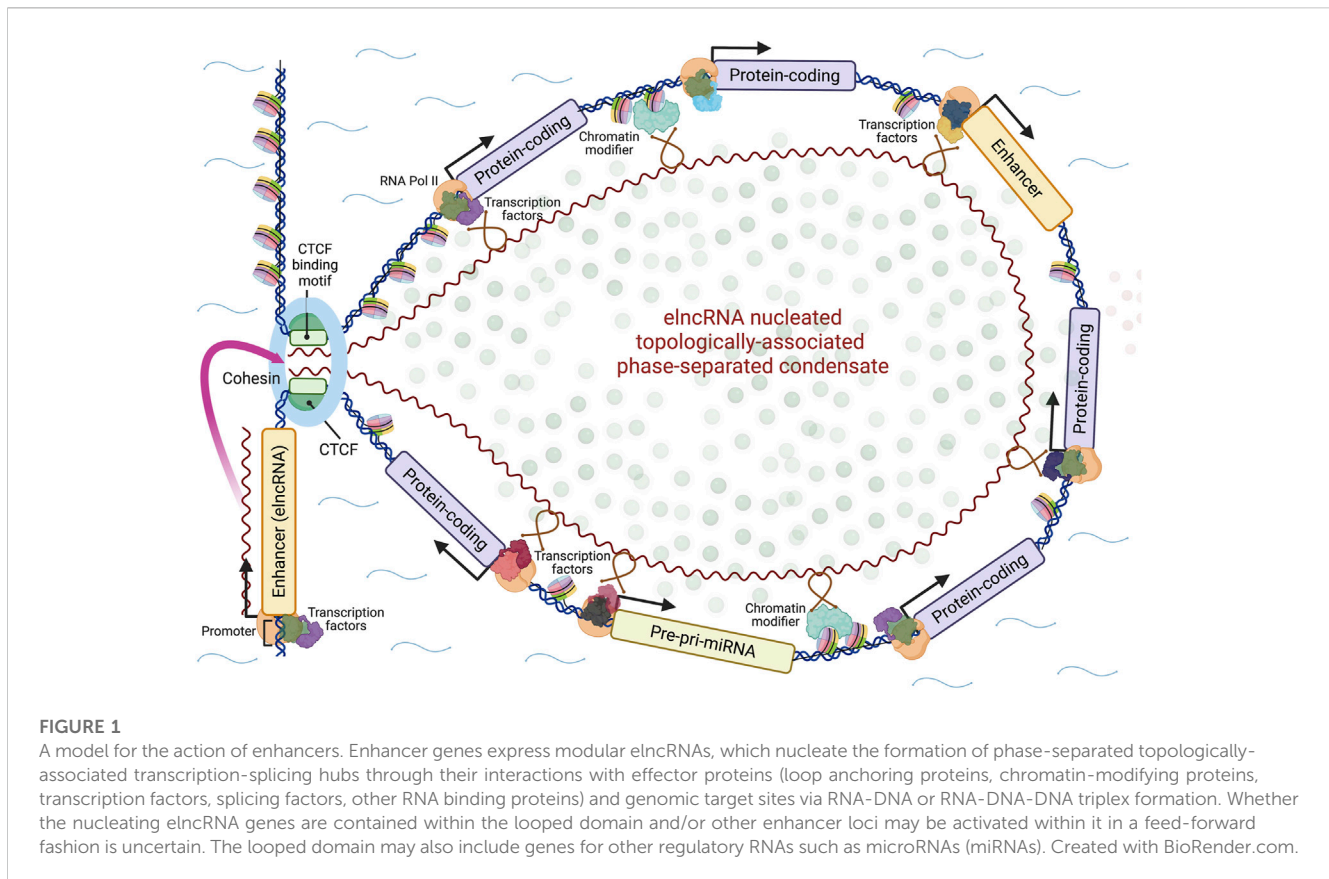 Protein-coding
Protein-coding
Chromatin
modifier
Transcription
factors
Enhancer
RNA Pol II
Transcription
factors
CTCF
binding
motif
elncRNA nucleated
topologically-associated
phase-separated condensate
Protein-coding
Cohesin
CTCF
Enhancer (elncRNA)
Protein-coding
Transcription
factors
Protein-coding
Chromatin
modifier
Promoter
Transcription
factors
Pre-pri-miRNA
FIGURE 1
A model for the action of enhancers. Enhancer genes express modular elncRNAs, which nucleate the formation of phase-separated topologically-
associated transcription-splicing hubs through their interactions with effector proteins (loop anchoring proteins, chromatin-modifying proteins,
transcription factors, splicing factors, other RNA binding proteins) and genomic target sites via RNA-DNA or RNA-DNA-DNA triplex formation. Whether
the nucleating elncRNA genes are contained within the looped domain and/or other enhancer loci may be activated within it in a feed-forward
fashion is uncertain. The looped domain may also include genes for other regulatory RNAs such as microRNAs (miRNAs). Created with BioRender.com.